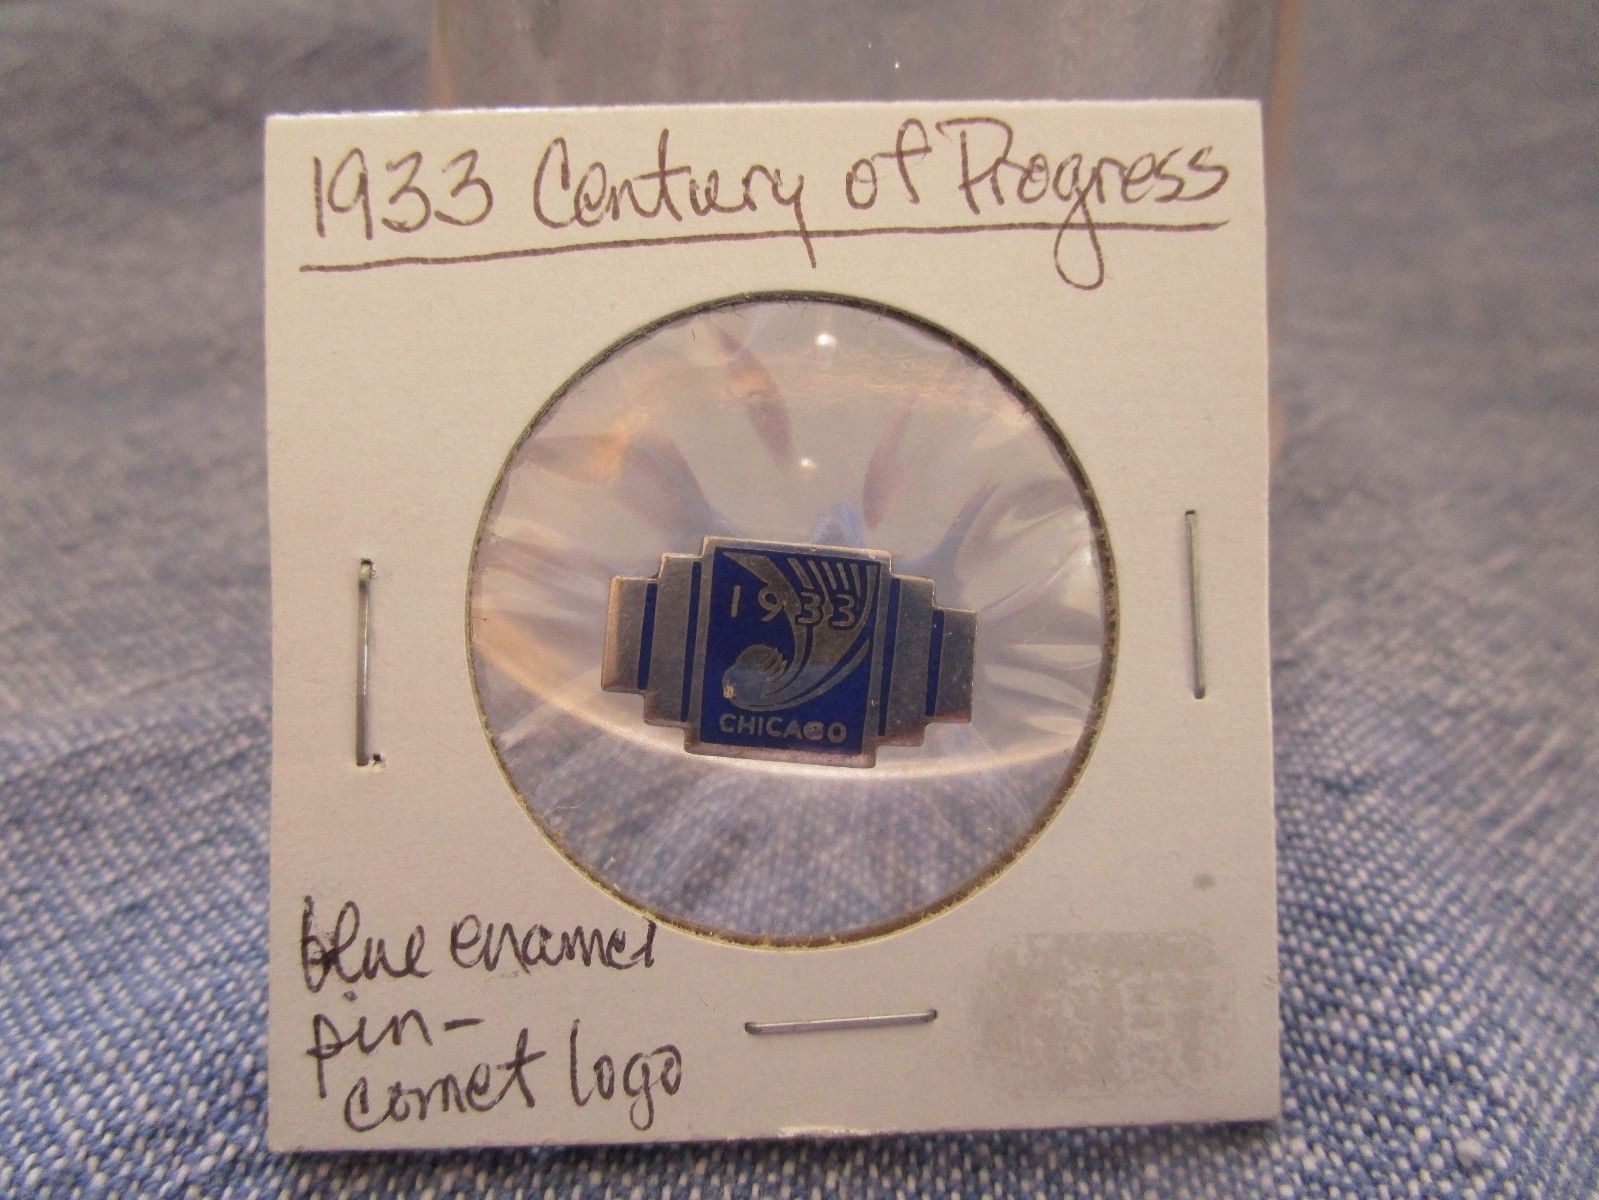 1933 Century of Progress
1933
CHICAGO
blue enamel
pin-
comet logo